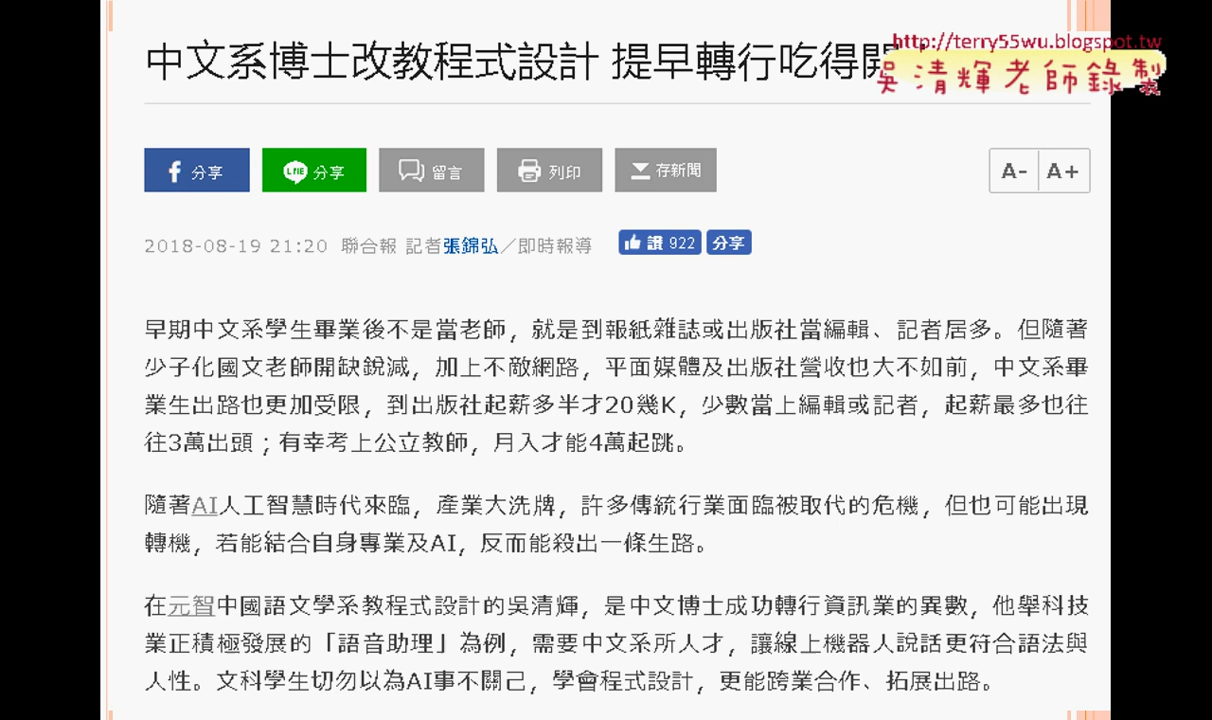 http://terry55wu.blogspot.tw
吳清輝老師錄製
中文系博士改教程式設計 提早轉行吃得開
分享
LINE 分享
留言
列印
存新聞
A- A+
2018-08-19 21:20 聯合報 記者張錦弘╱即時報導
讚 922 分享
早期中文系學生畢業後不是當老師，就是到報紙雜誌或出版社當編輯、記者居多。但隨著
少子化國文老師開缺銳減，加上不敵網路，平面媒體及出版社營收也大不如前，中文系畢
業生出路也更加受限，到出版社起薪多半才20幾K，少數當上編輯或記者，起薪最多也往
往3萬出頭；有幸考上公立教師，月入才能4萬起跳。
隨著AI人工智慧時代來臨，產業大洗牌，許多傳統行業面臨被取代的危機，但也可能出現
轉機，若能結合自身專業及AI，反而能殺出一條生路。
在元智中國語文學系教程式設計的吳清輝，是中文博士成功轉行資訊業的異數，他舉科技
業正積極發展的「語音助理」為例，需要中文系所人才，讓線上機器人說話更符合語法與
人性。文科學生切勿以為AI事不關己，學會程式設計，更能跨業合作、拓展出路。